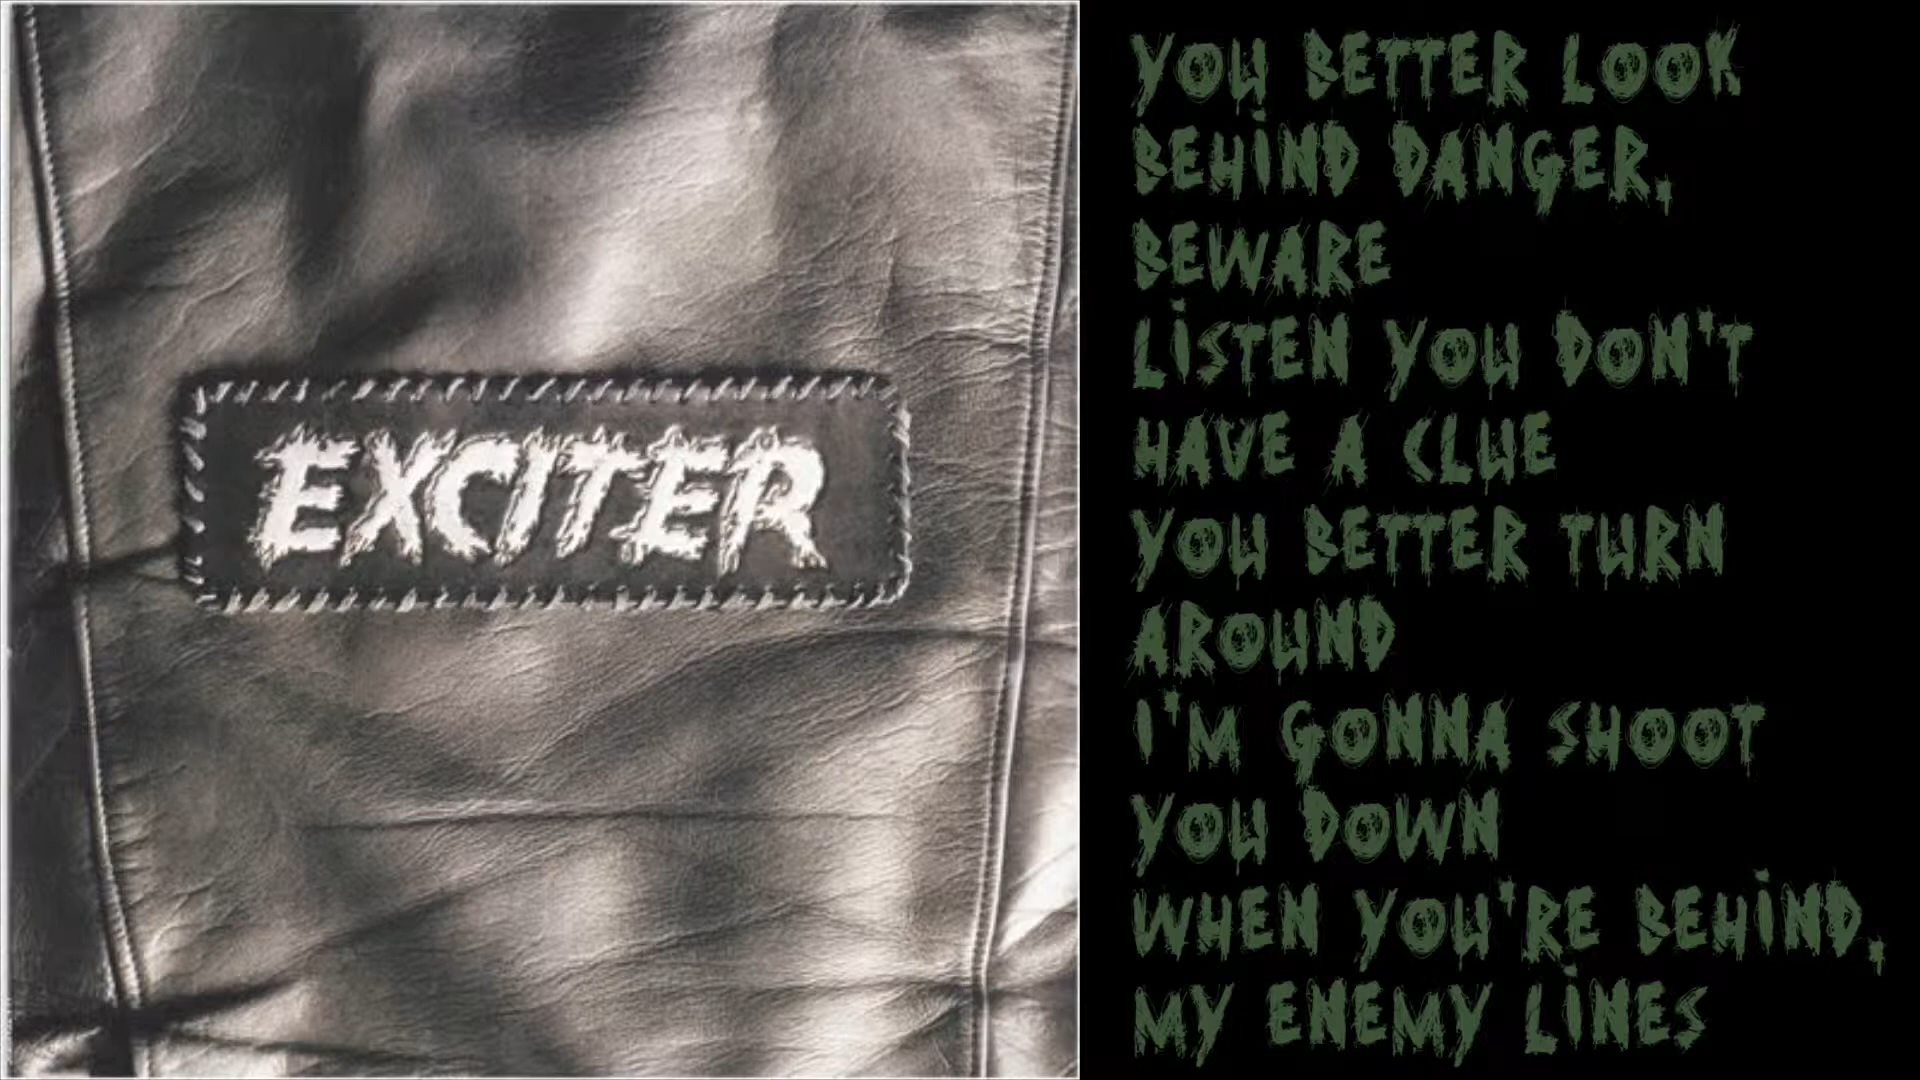 EXCITER
YOU BETTER LOOK
BEHIND DANGER,
BEWARE
LISTEN YOU DON'T
HAVE A CLUE
YOU BETTER TURN
AROUND
I'M GONNA SHOOT
YOU DOWN
WHEN YOU'RE BEHIND,
MY ENEMY LINES